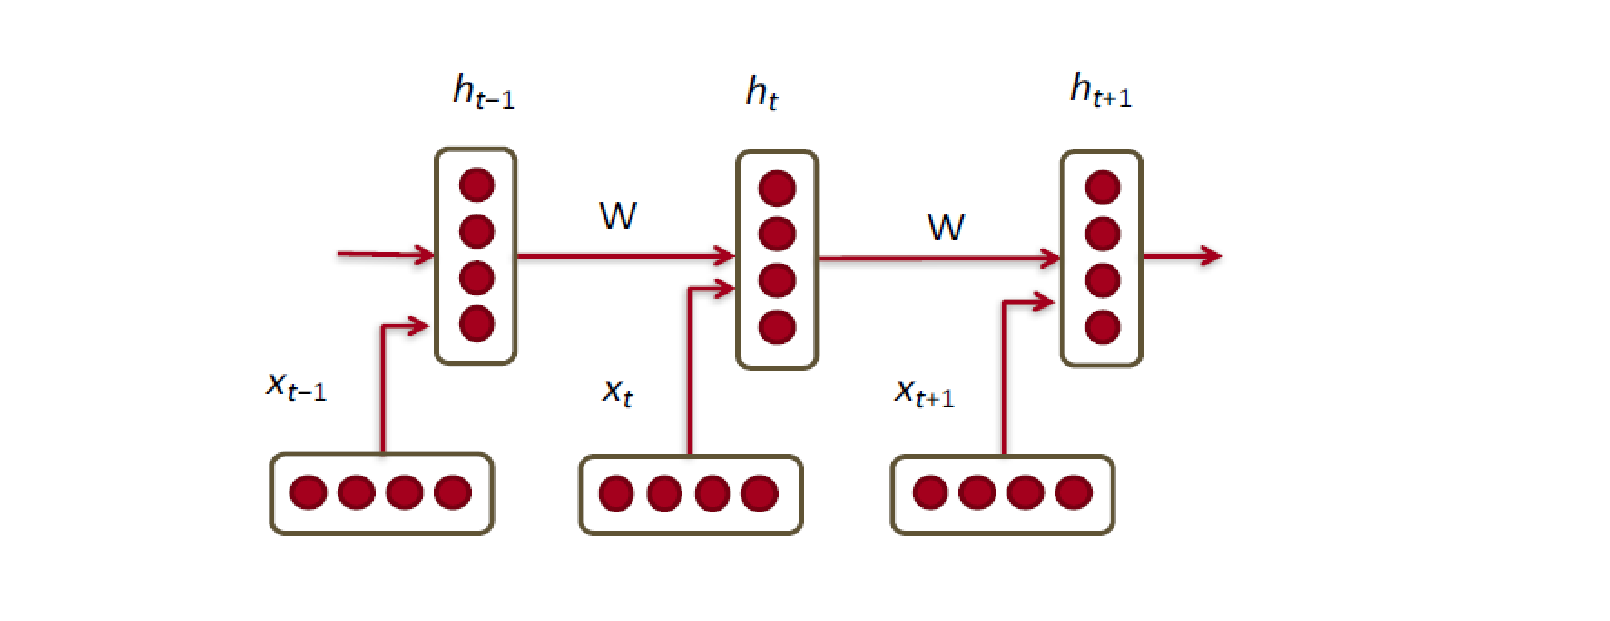 h_{t−1} h_t h_{t+1}
W W
x_{t−1} x_t x_{t+1}